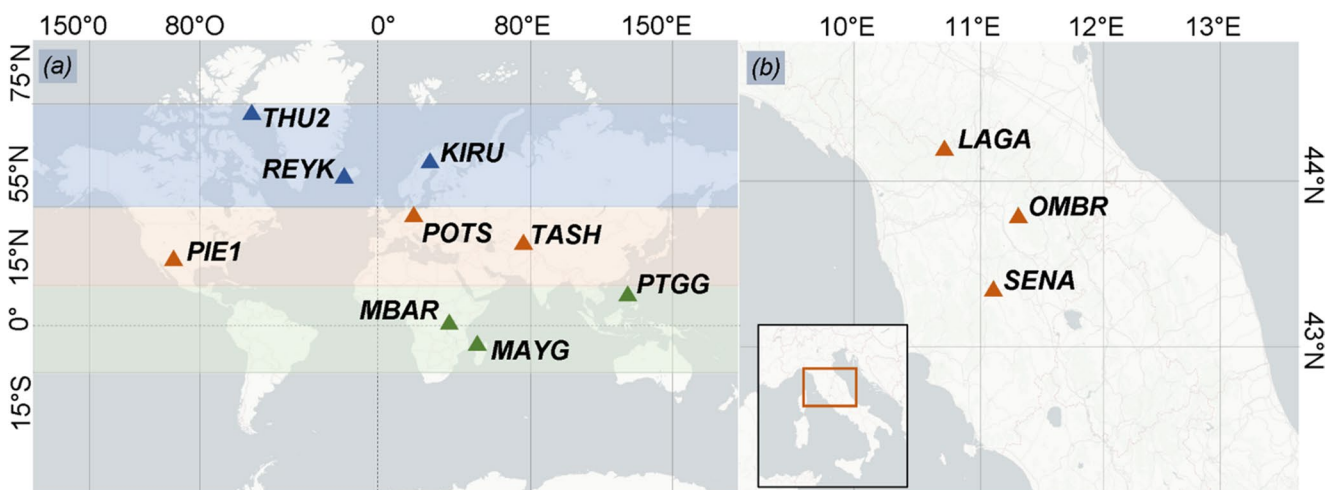 150°0 80°O 0° 80°E 150°E
10°E 11°E 12°E 13°E
75°N
55°N
15°N
0°
15°S
(a)
THU2
KIRU
REYK
POTS
TASH
PIE1
PTGG
MBAR
MAYG
(b)
LAGA
OMBR
SENA
44°N
43°N